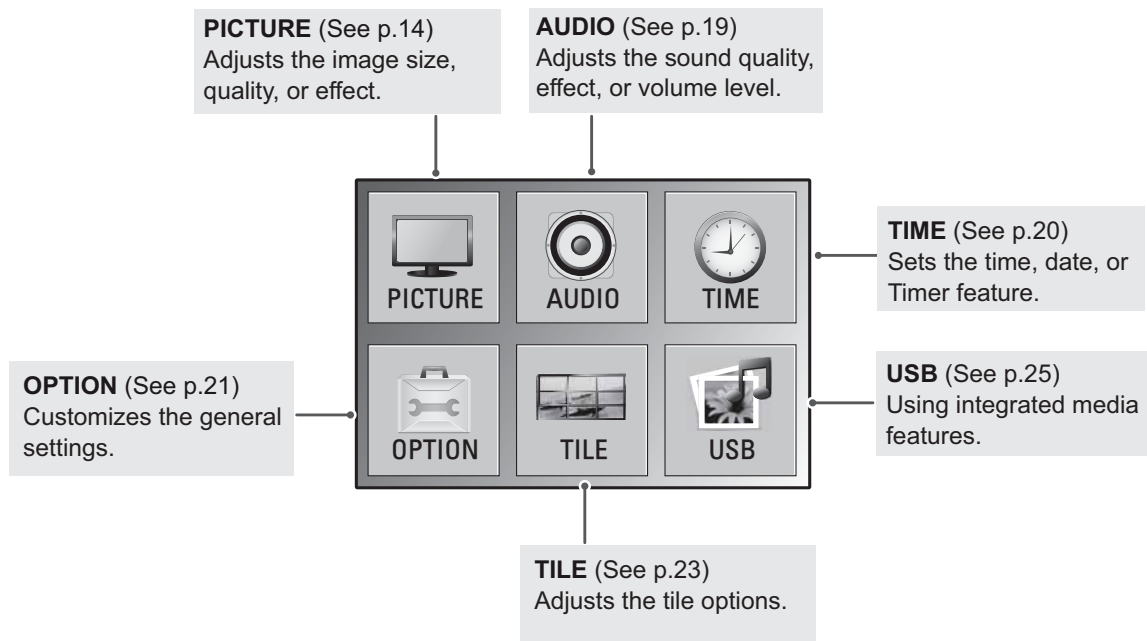 PICTURE (See p.14)
Adjusts the image size,
quality, or effect.
AUDIO (See p.19)
Adjusts the sound quality,
effect, or volume level.
PICTURE
AUDIO
TIME
TIME (See p.20)
Sets the time, date, or
Timer feature.
OPTION (See p.21)
Customizes the general
settings.
OPTION
TILE
USB
USB (See p.25)
Using integrated media
features.
TILE (See p.23)
Adjusts the tile options.